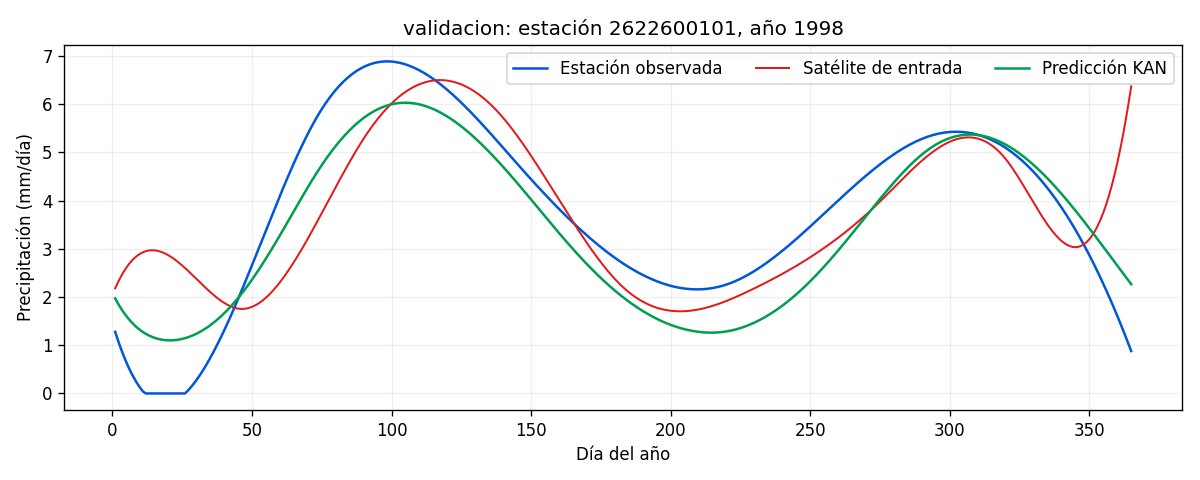 validacion: estación 2622600101, año 1998
Estación observada
Satélite de entrada
Predicción KAN
Precipitación (mm/día)
7
6
5
4
3
2
1
0
0 50 100 150 200 250 300 350
Día del año